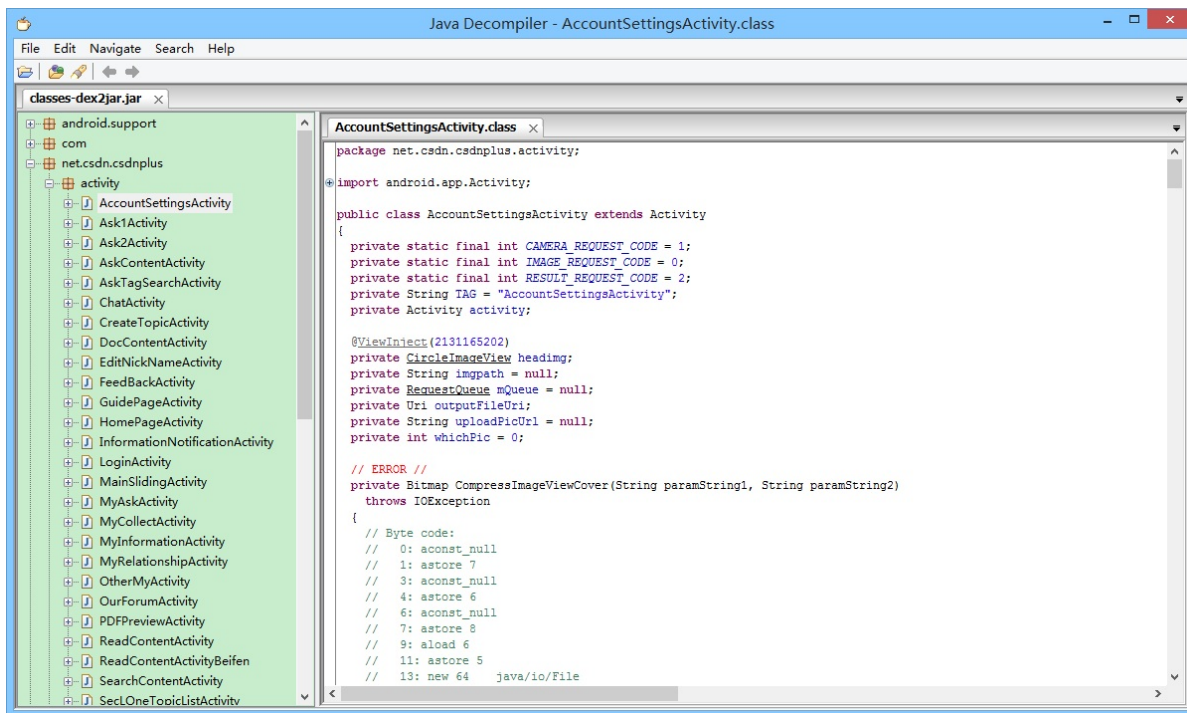 Java Decompiler - AccountSettingsActivity.class
File Edit Navigate Search Help
classes-dex2jar.jar
android.support
com
net.csdn.csdnplus
activity
AccountSettingsActivity
Ask1Activity
Ask2Activity
AskContentActivity
AskTagSearchActivity
ChatActivity
CreateTopicActivity
DocContentActivity
EditNickNameActivity
FeedBackActivity
GuidePageActivity
HomePageActivity
InformationNotificationActivity
LoginActivity
MainSlidingActivity
MyAskActivity
MyCollectActivity
MyInformationActivity
MyRelationshipActivity
OtherMyActivity
OurForumActivity
PDFPreviewActivity
ReadContentActivity
ReadContentActivityBeifen
SearchContentActivity
SecLOneTopicListActivity
AccountSettingsActivity.class
package net.csdn.csdnplus.activity;
import android.app.Activity;
public class AccountSettingsActivity extends Activity
{
private static final int CAMERA_REQUEST_CODE = 1;
private static final int IMAGE_REQUEST_CODE = 0;
private static final int RESULT_REQUEST_CODE = 2;
private String TAG = "AccountSettingsActivity";
private Activity activity;
@ViewInject(2131165202)
private CircleImageView headimg;
private String imgpath = null;
private RequestQueue mQueue = null;
private Uri outputFileUri;
private String uploadPicUrl = null;
private int whichPic = 0;
// ERROR //
private Bitmap CompressImageViewCover(String paramString1, String paramString2)
throws IOException
{
// Byte code:
// 0: aconst_null
// 1: astore 7
// 3: aconst_null
// 4: astore 6
// 6: aconst_null
// 7: astore 8
// 9: aload 6
// 11: astore 5
// 13: new 64 java/io/File